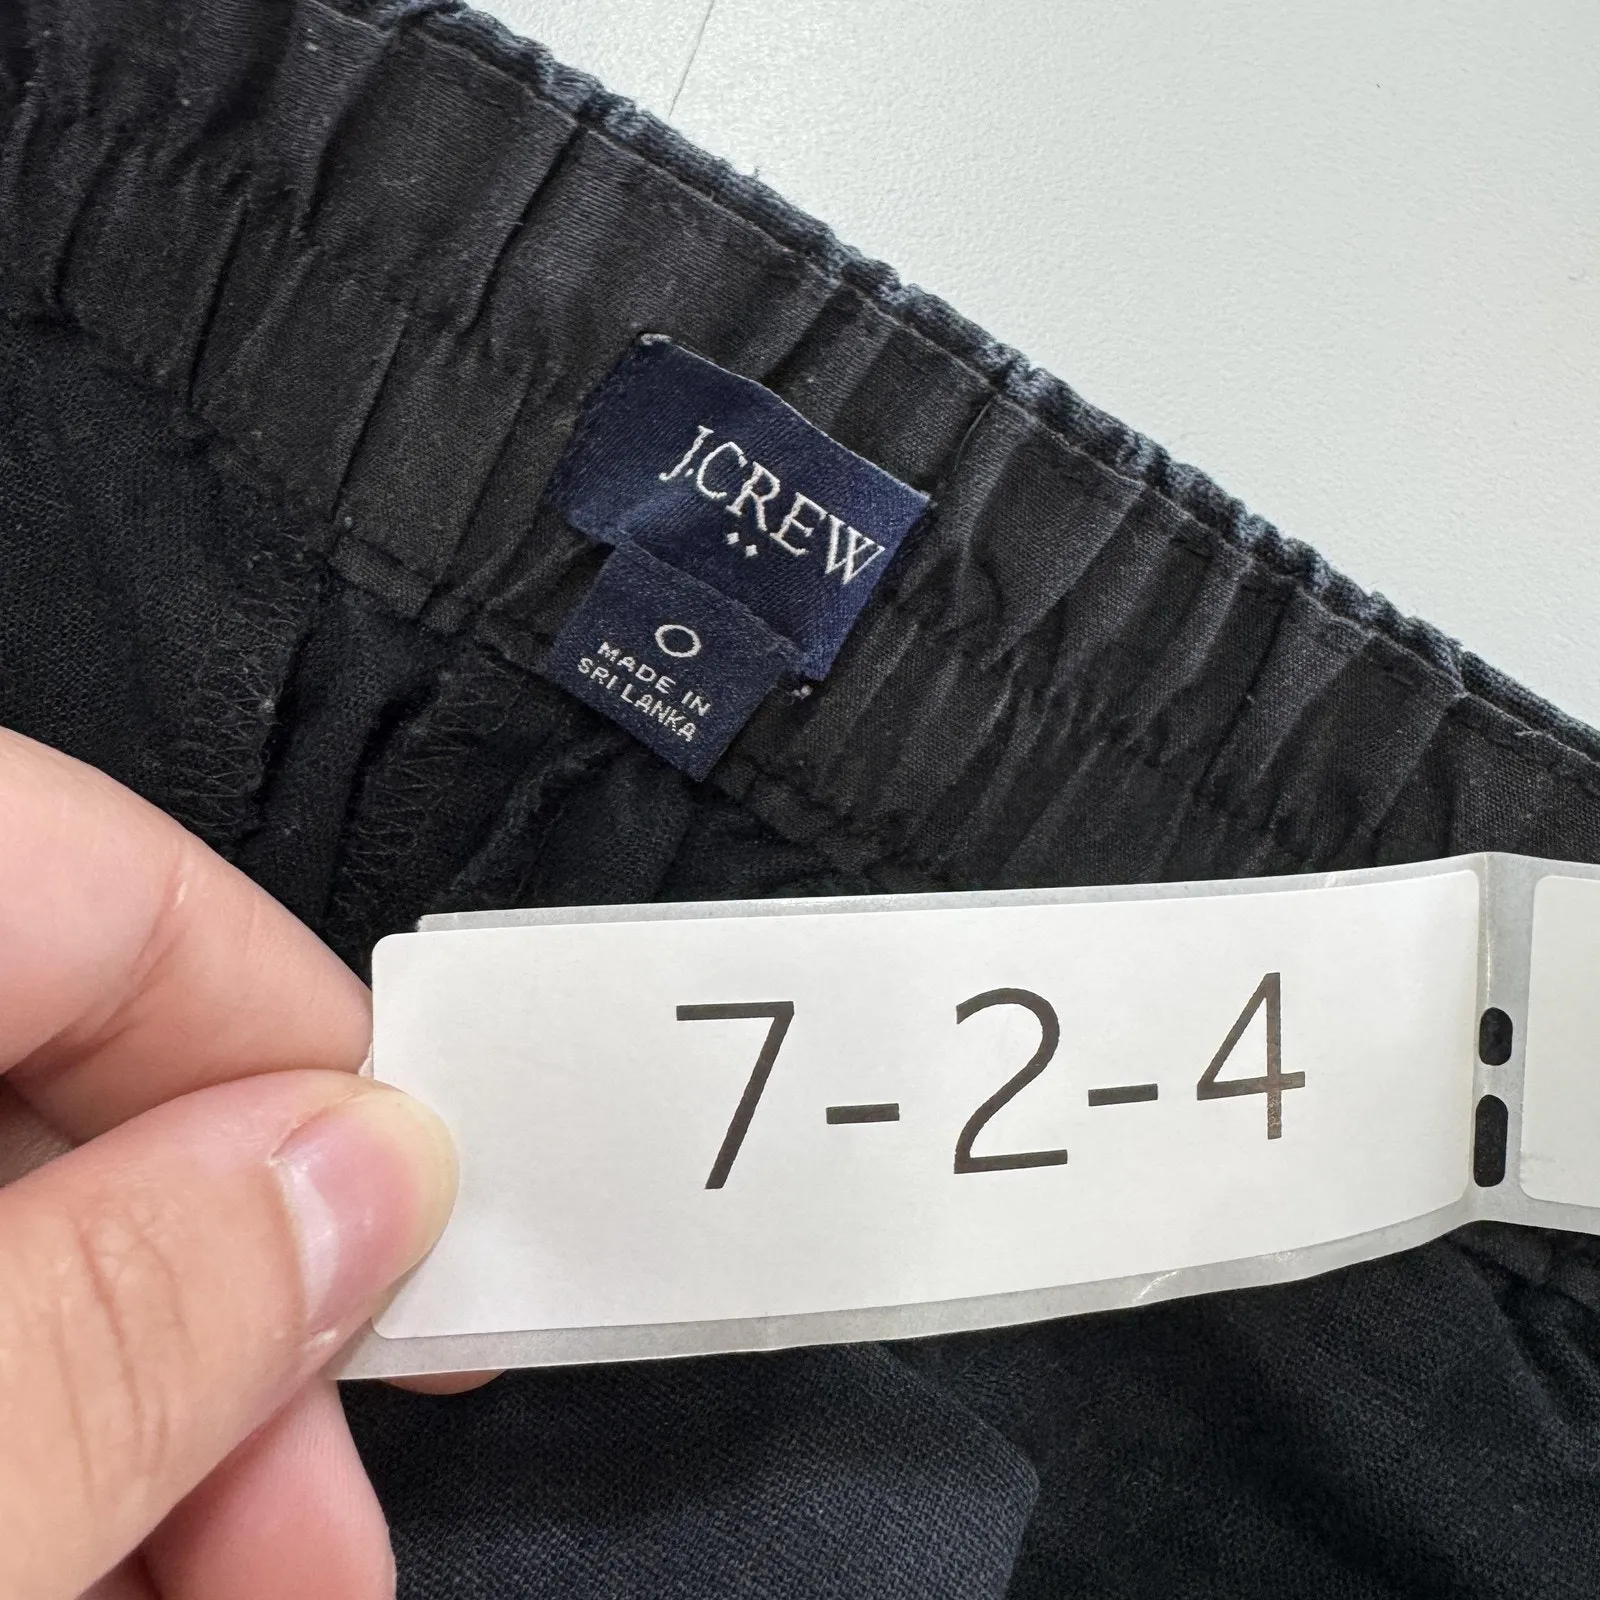 J.CREW
0
MADE IN
SRI LANKA
7-2-4